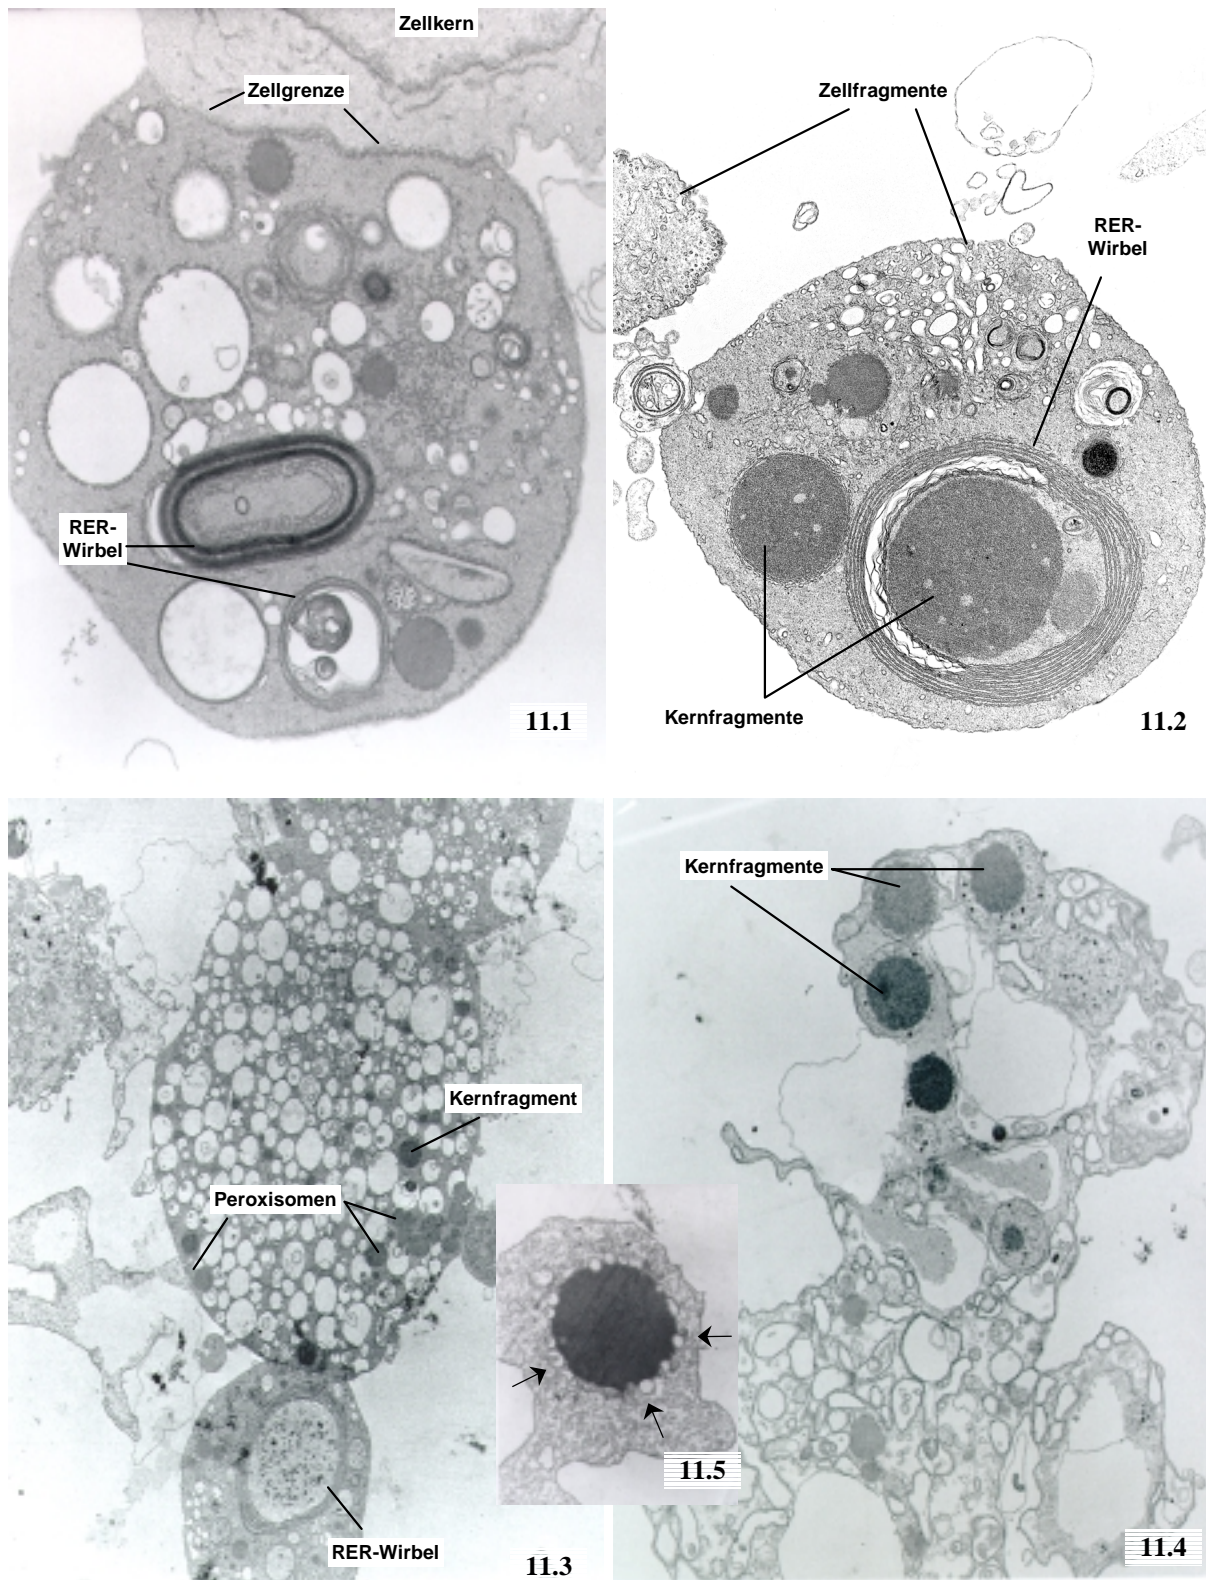 Zellkern
Zellgrenze
RER-
Wirbel
11.1
Zellfragmente
RER-
Wirbel
Kernfragmente
11.2
Kernfragment
Peroxisomen
RER-Wirbel
11.3
Kernfragmente
11.4
11.5